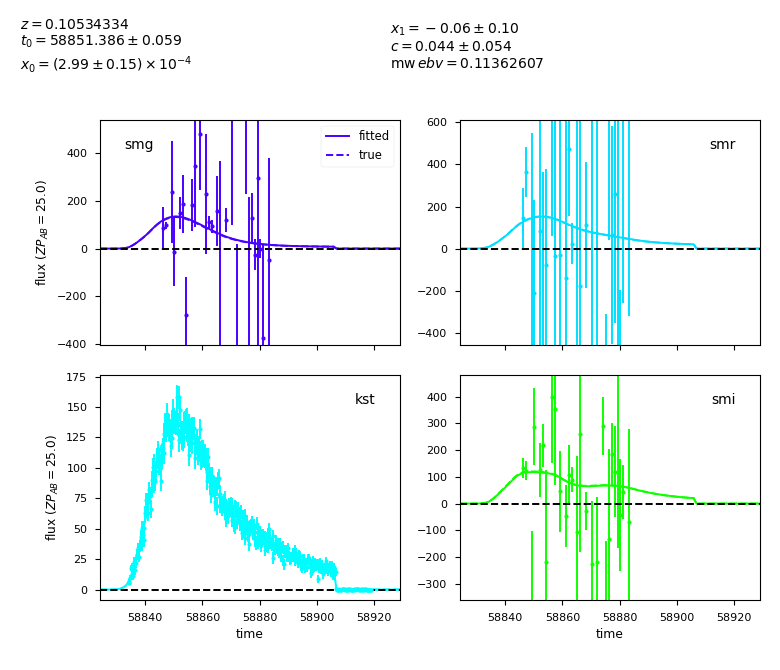 z = 0.10534334
t₀ = 58851.386 ± 0.059
x₀ = (2.99 ± 0.15) × 10⁻⁴
x₁ = −0.06 ± 0.10
c = 0.044 ± 0.054
mw ebv = 0.11362607
smg
fitted
true
400
200
0
−200
−400
flux (ZP_AB = 25.0)
smr
600
400
200
0
−200
−400
kst
175
150
125
100
75
50
25
0
flux (ZP_AB = 25.0)
58840 58860 58880 58900 58920
time
smi
400
300
200
100
0
−100
−200
−300
58840 58860 58880 58900 58920
time